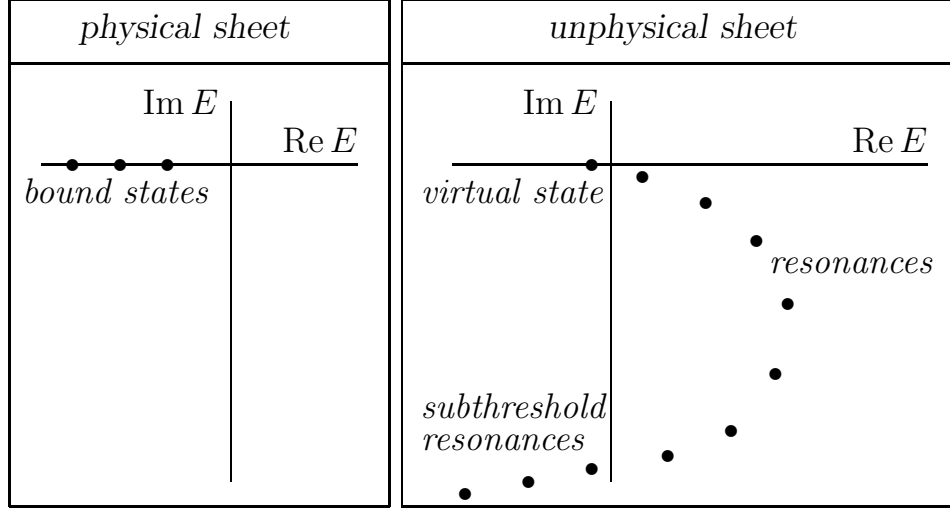 physical sheet
Im E
Re E
bound states
unphysical sheet
Im E
Re E
virtual state
resonances
subthreshold
resonances